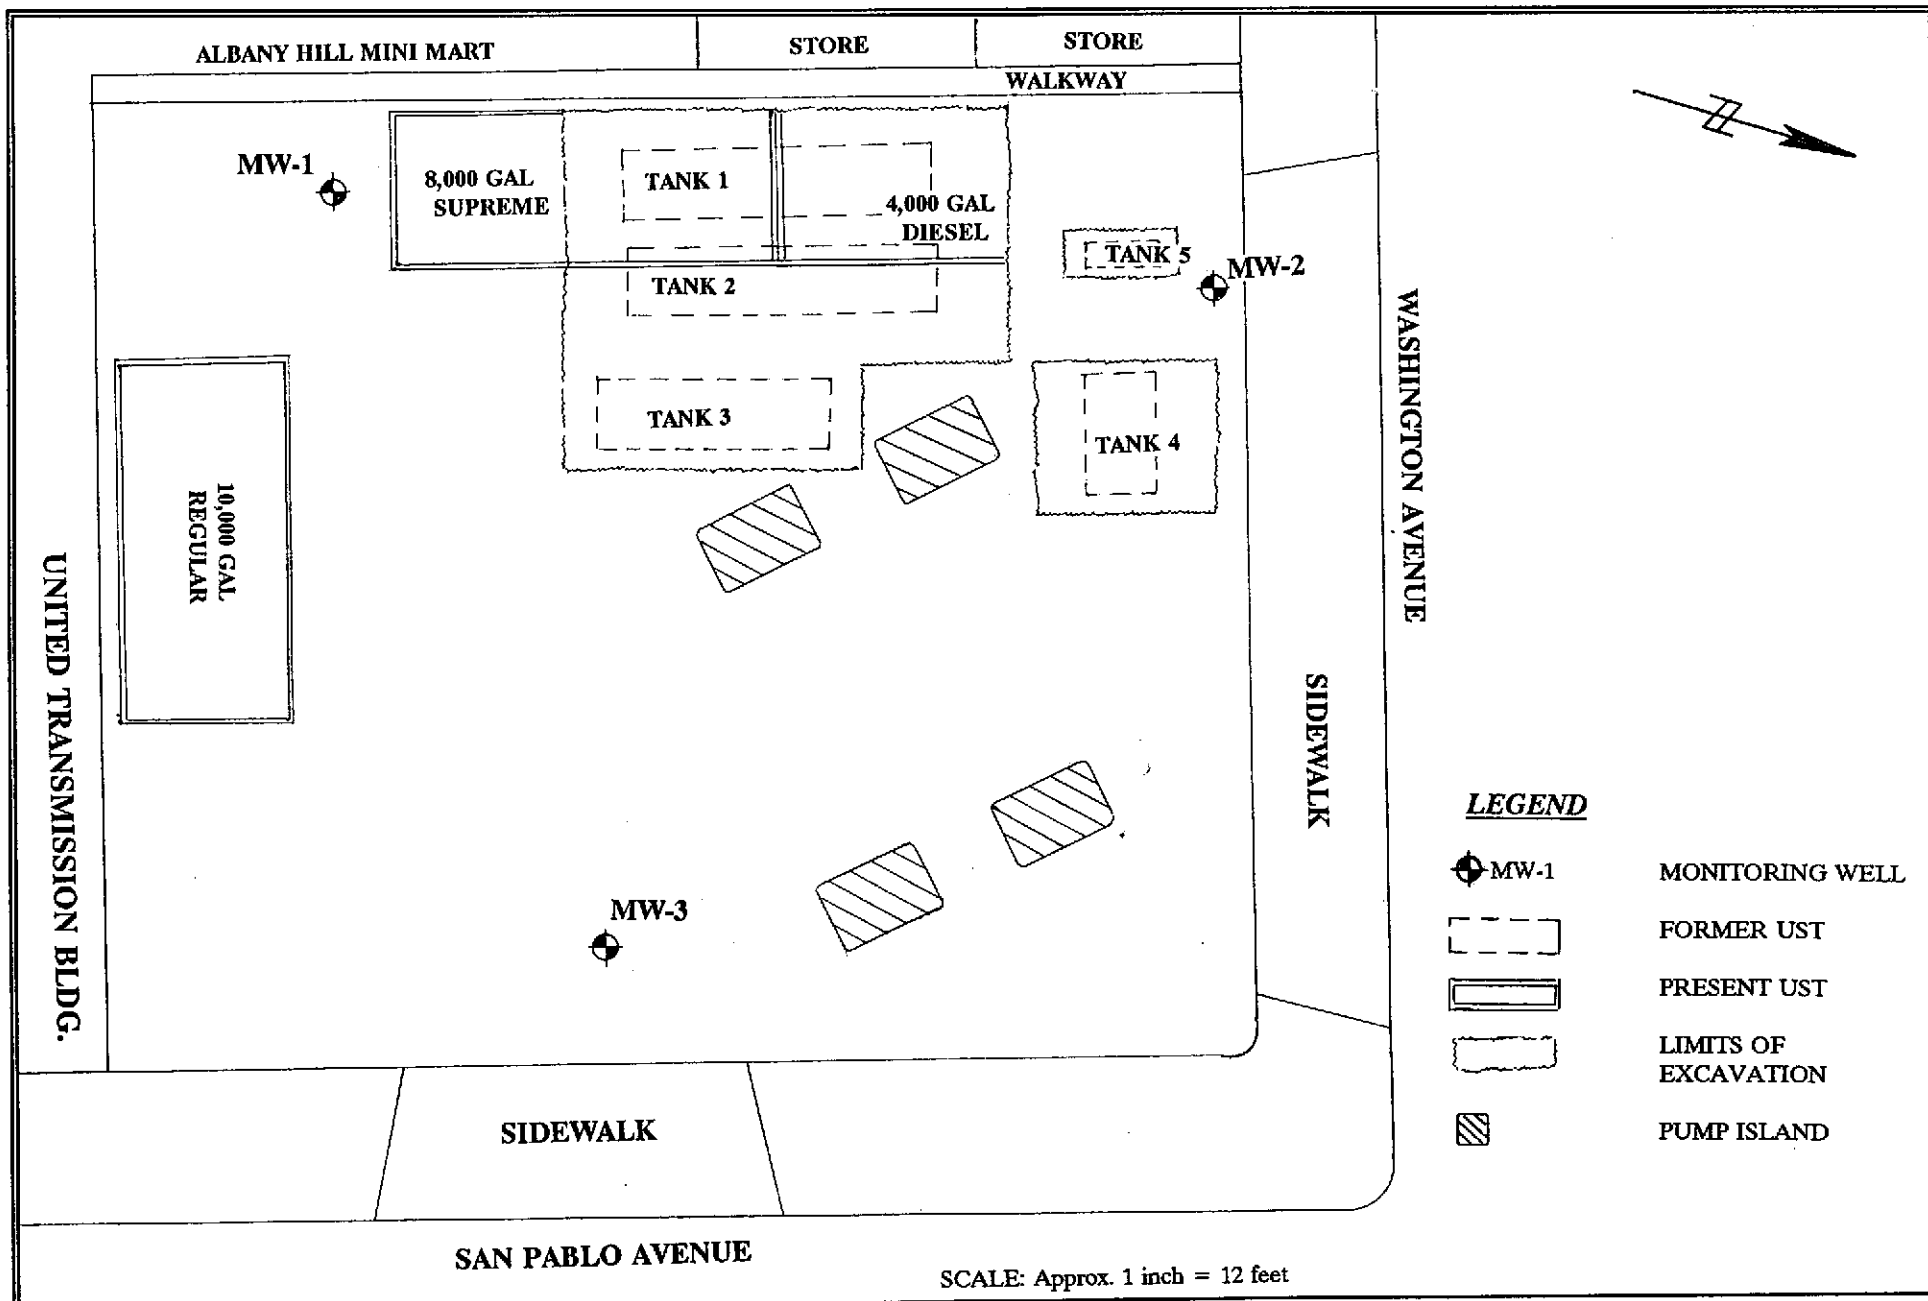 ALBANY HILL MINI MART
STORE
STORE
WALKWAY
MW-1
8,000 GAL
SUPREME
TANK 1
4,000 GAL
DIESEL
TANK 2
TANK 5
MW-2
TANK 3
TANK 4
10,000 GAL
REGULAR
UNITED TRANSMISSION BLDG.
WASHINGTON AVENUE
SIDEWALK
MW-3
SIDEWALK
SAN PABLO AVENUE
SCALE: Approx. 1 inch = 12 feet
LEGEND
MW-1 MONITORING WELL
FORMER UST
PRESENT UST
LIMITS OF
EXCAVATION
PUMP ISLAND